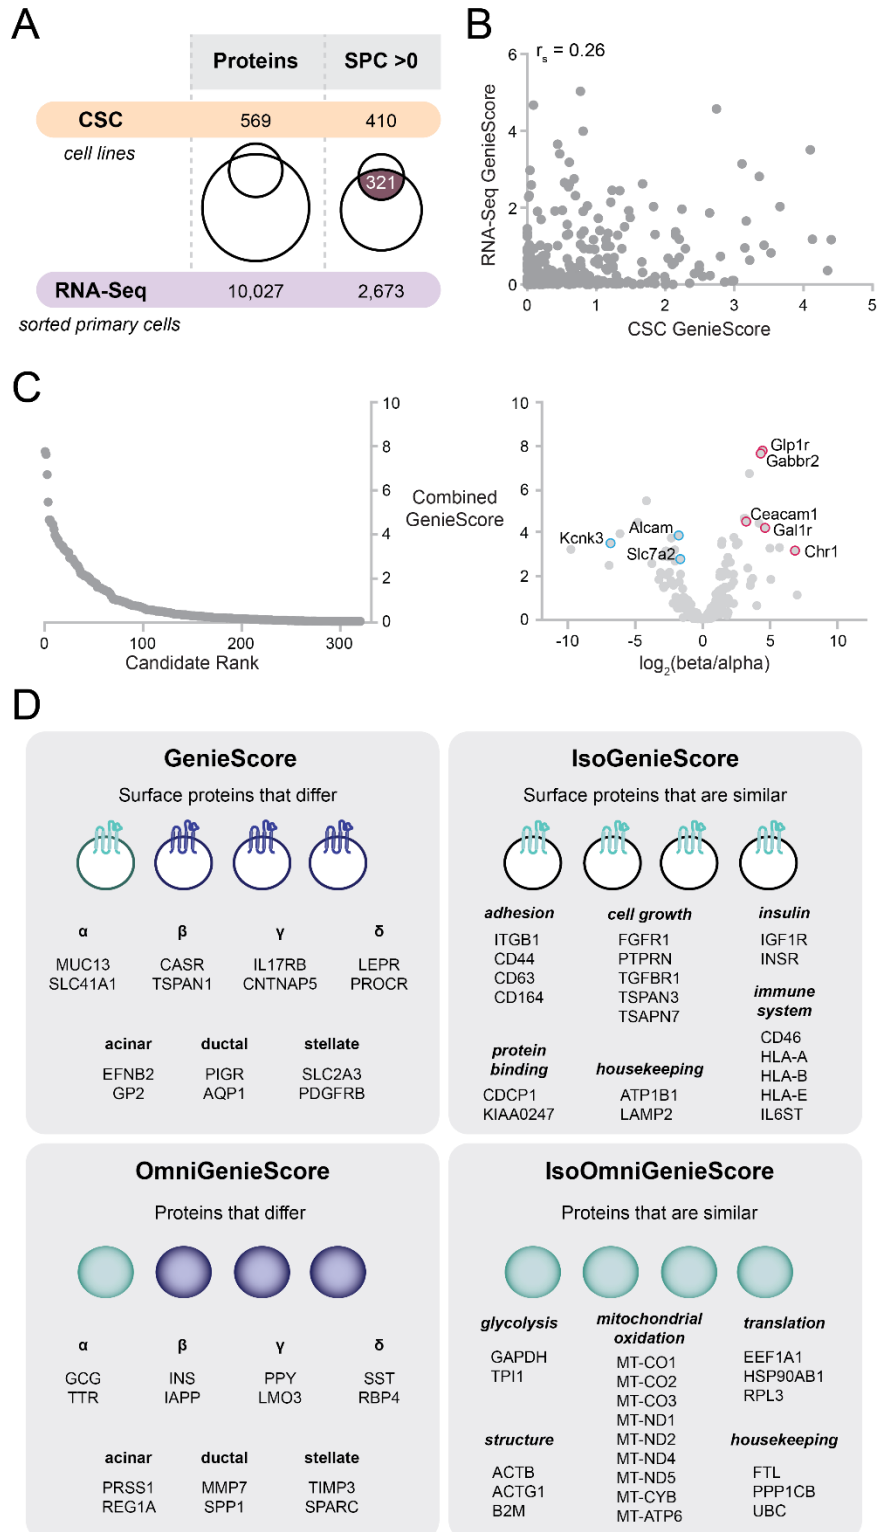 A
Proteins
SPC >0
CSC
569
410
cell lines
321
RNA-Seq
10,027
2,673
sorted primary cells
B
rs = 0.26
RNA-Seq GenieScore
6
4
2
0
0
1
2
3
4
5
CSC GenieScore
C
10
8
6
4
2
0
0
100
200
300
Candidate Rank
Combined
GenieScore
10
8
6
4
2
0
Glp1r
Gabbr2
Ceacam1
Gal1r
Chr1
Alcam
Kcnk3
Slc7a2
-10
-5
0
5
10
log2(beta/alpha)
D
GenieScore
Surface proteins that differ
α
β
γ
δ
MUC13
SLC41A1
CASR
TSPAN1
IL17RB
CNTNAP5
LEPR
PROCR
acinar
ductal
stellate
EFNB2
GP2
PIGR
AQP1
SLC2A3
PDGFRB
IsoGenieScore
Surface proteins that are similar
adhesion
ITGB1
CD44
CD63
CD164
cell growth
FGFR1
PTPRN
TGFBR1
TSPAN3
TSAPN7
insulin
IGF1R
INSR
immune
system
CD46
HLA-A
HLA-B
HLA-E
IL6ST
protein
binding
CDCP1
KIAA0247
housekeeping
ATP1B1
LAMP2
OmniGenieScore
Proteins that differ
α
β
γ
δ
GCG
TTR
INS
IAPP
PPY
LMO3
SST
RBP4
acinar
ductal
stellate
PRSS1
REG1A
MMP7
SPP1
TIMP3
SPARC
IsoOmniGenieScore
Proteins that are similar
glycolysis
GAPDH
TPI1
mitochondrial
oxidation
MT-CO1
MT-CO2
MT-CO3
MT-ND1
MT-ND2
MT-ND4
MT-ND5
MT-CYB
MT-ATP6
translation
EEF1A1
HSP90AB1
RPL3
structure
ACTB
ACTG1
B2M
housekeeping
FTL
PPP1CB
UBC